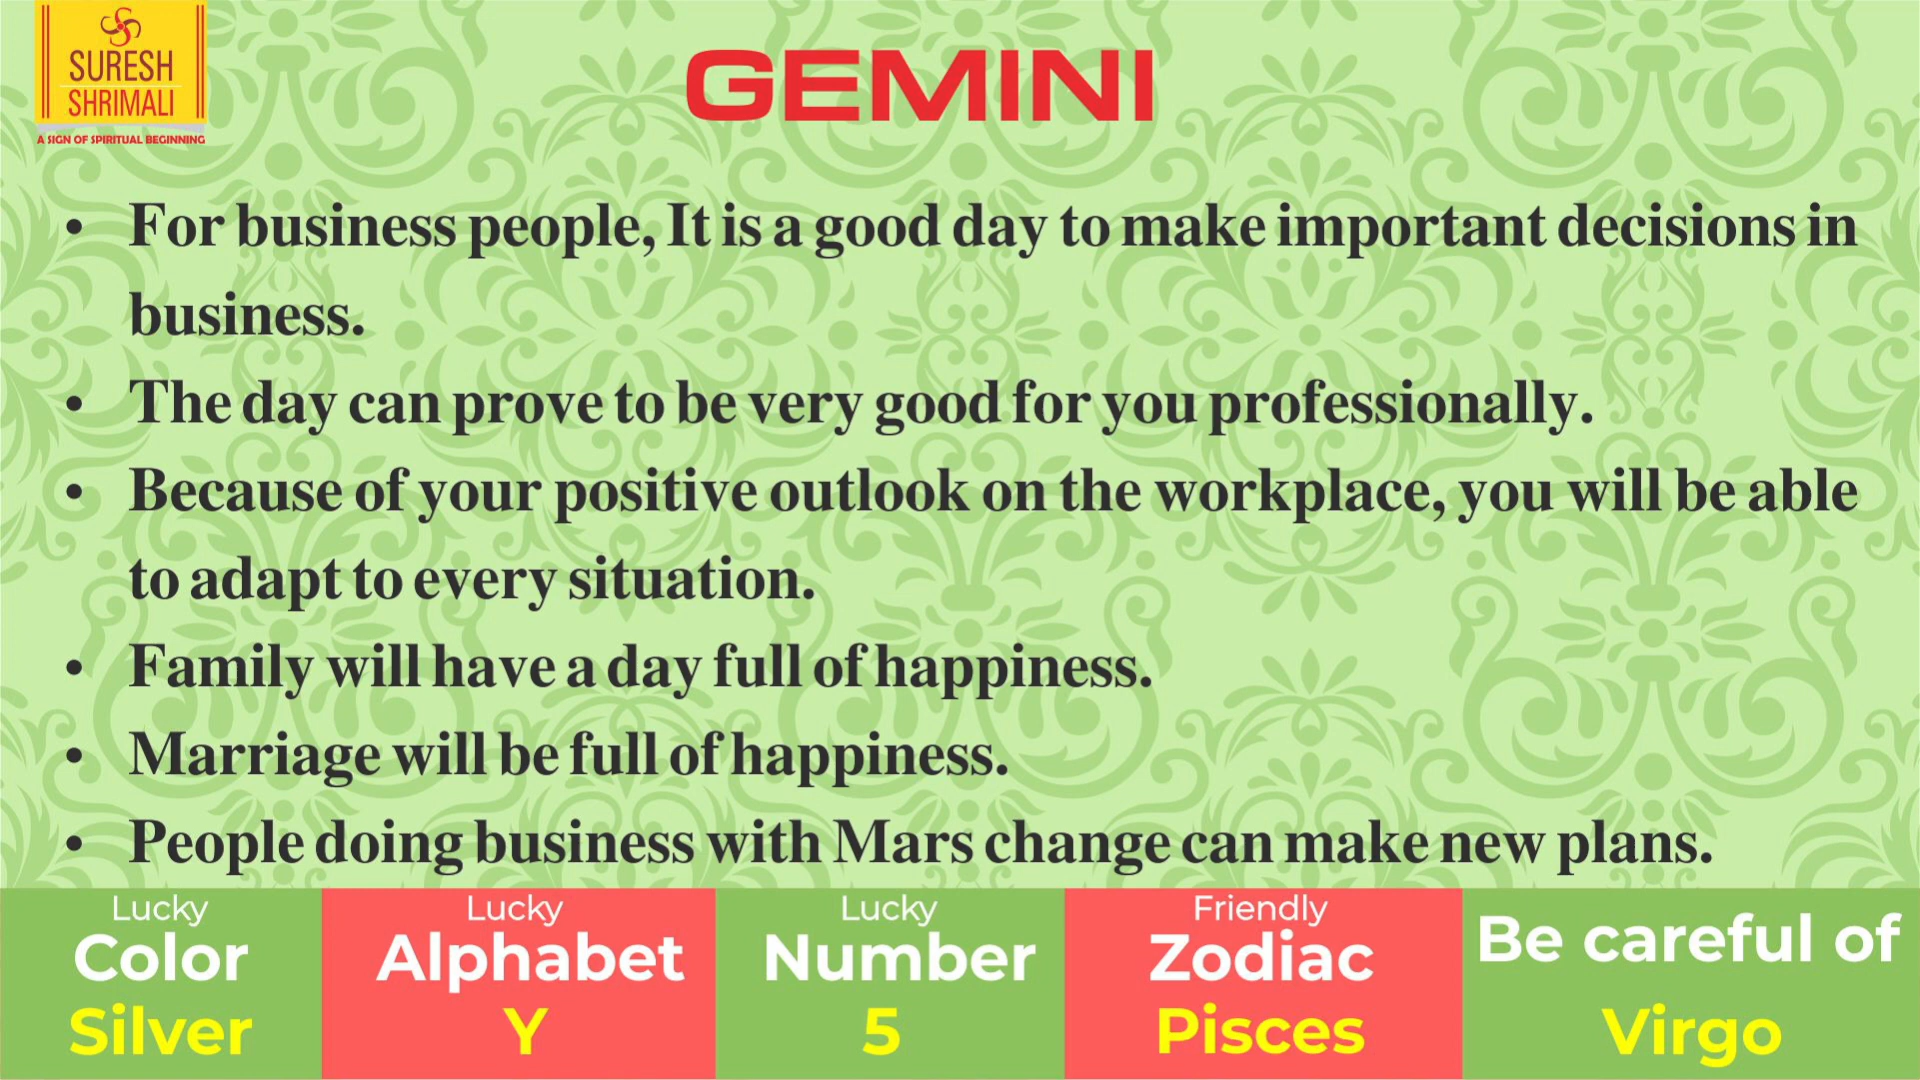 SURESH
SHRIMALI
A SIGN OF SPIRITUAL BEGINNING
GEMINI
• For business people, It is a good day to make important decisions in
business.
• The day can prove to be very good for you professionally.
• Because of your positive outlook on the workplace, you will be able
to adapt to every situation.
• Family will have a day full of happiness.
• Marriage will be full of happiness.
• People doing business with Mars change can make new plans.
Lucky
Color
Silver
Lucky
Alphabet
Y
Lucky
Number
5
Friendly
Zodiac
Pisces
Be careful of
Virgo